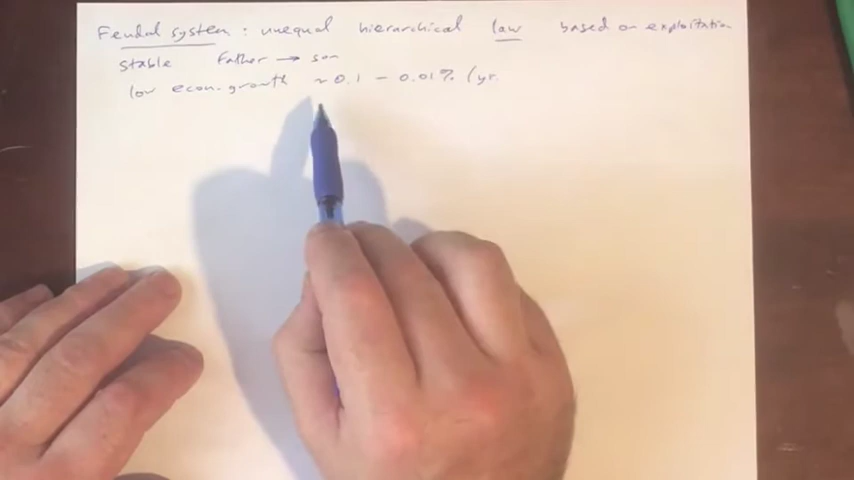 Feudal system : unequal hierarchical law based on exploitation
stable Father → son
low econ. growth ~ 0.1 - 0.01% / yr.